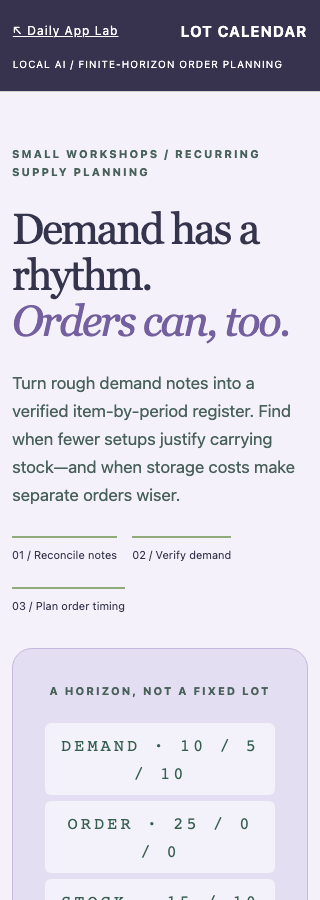 ↖ Daily App Lab
LOT CALENDAR
LOCAL AI / FINITE-HORIZON ORDER PLANNING
SMALL WORKSHOPS / RECURRING
SUPPLY PLANNING
Demand has a
rhythm.
Orders can, too.
Turn rough demand notes into a
verified item-by-period register. Find
when fewer setups justify carrying
stock—and when storage costs make
separate orders wiser.
01 / Reconcile notes
02 / Verify demand
03 / Plan order timing
A HORIZON, NOT A FIXED LOT
DEMAND · 10 / 5
/ 10
ORDER · 25 / 0
/ 0
STOCK · 15 / 10